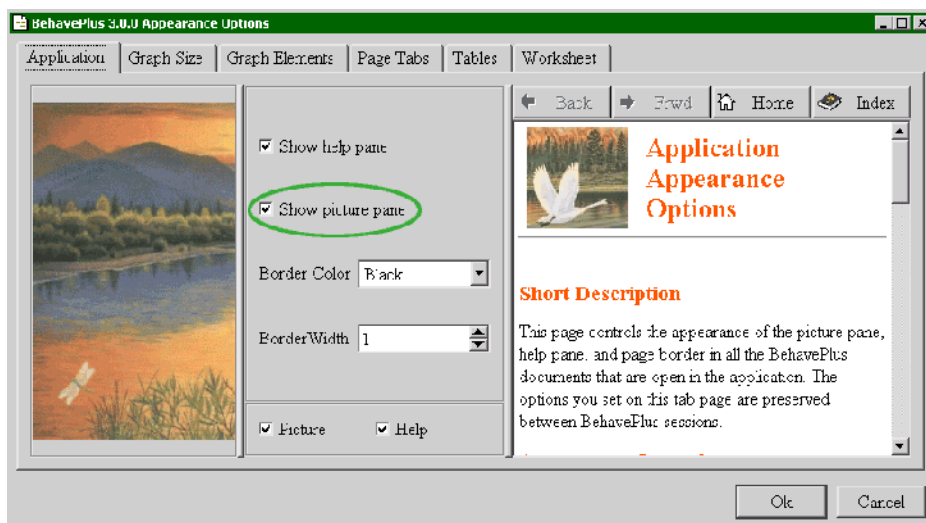 BehavePlus 3.0.0 Appearance Options
Application Graph Size Graph Elements Page Tabs Tables Worksheet
Back Frwd Home Index
Show help pane
Show picture pane
Border Color Black
Border Width 1
Picture Help
Application
Appearance
Options
Short Description
This page controls the appearance of the picture pane,
help pane, and page border in all the BehavePlus
documents that are open in the application. The
options you set on this tab page are preserved
between BehavePlus sessions.
Ok Cancel